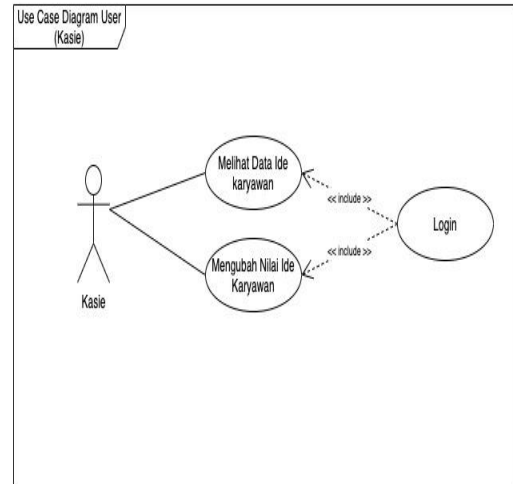 Use Case Diagram User
(Kasie)
Melihat Data Ide
karyawan
<< include >>
Login
<< include >>
Mengubah Nilai Ide
Karyawan
Kasie